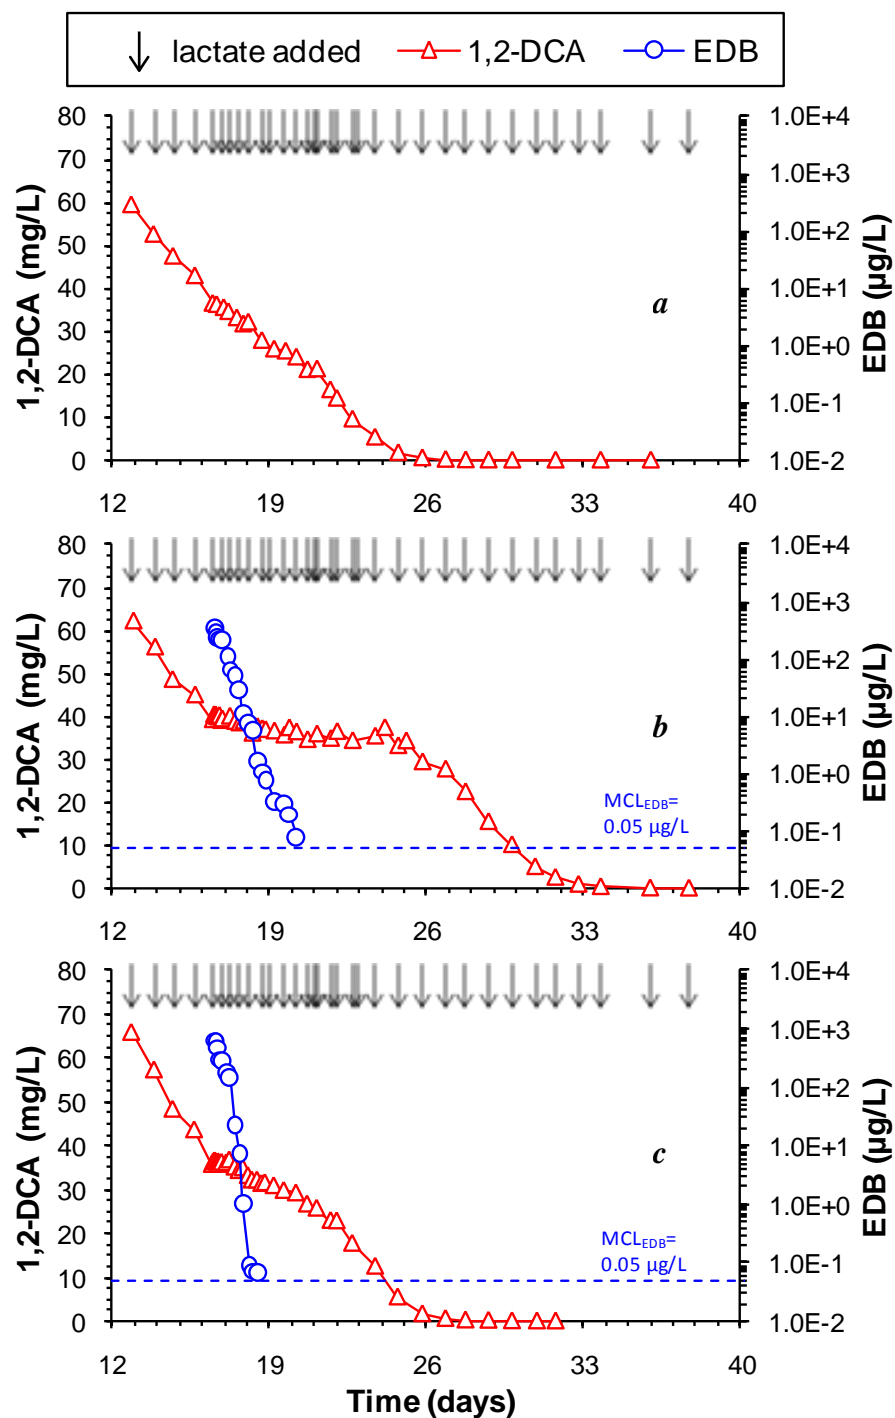 lactate added 1,2-DCA EDB
80 1.0E+4
70 1.0E+3
60
50 1.0E+2
40 1.0E+1
30 1.0E+0
20
10 1.0E-1
0 1.0E-2
1,2-DCA (mg/L)
a
EDB (µg/L)
12 19 26 33 40
80 1.0E+4
70 1.0E+3
60
50 1.0E+2
40 1.0E+1
30 1.0E+0
20
10 1.0E-1
0 1.0E-2
1,2-DCA (mg/L)
b
EDB (µg/L)
MCLEDB=
0.05 µg/L
12 19 26 33 40
80 1.0E+4
70 1.0E+3
60
50 1.0E+2
40 1.0E+1
30 1.0E+0
20
10 1.0E-1
0 1.0E-2
1,2-DCA (mg/L)
c
EDB (µg/L)
MCLEDB=
0.05 µg/L
12 19 26 33 40
Time (days)